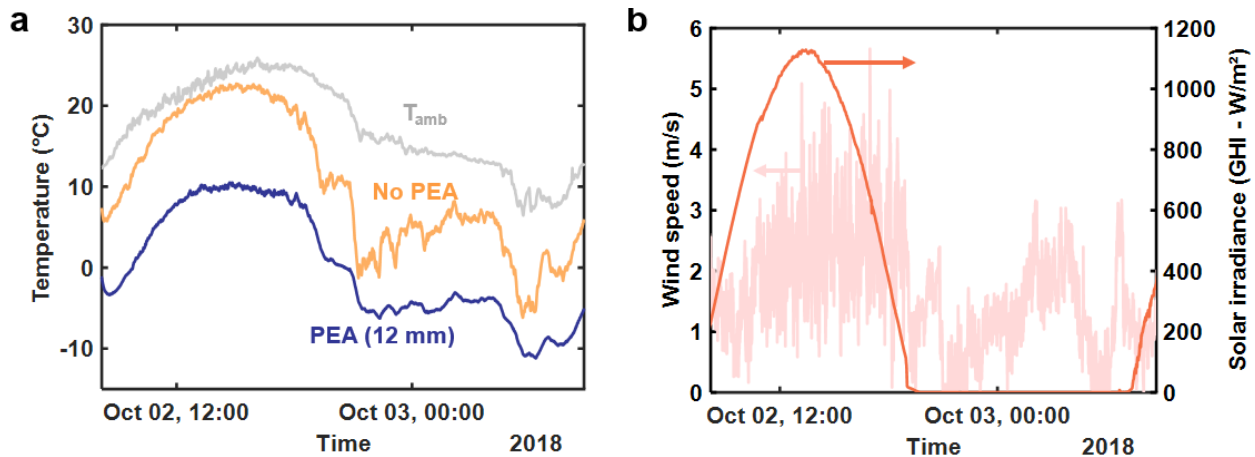 a
30
20
10
0
-10
Temperature (°C)
T_amb
No PEA
PEA (12 mm)
Oct 02, 12:00
Oct 03, 00:00
Time
2018
b
6
5
4
3
2
1
0
Wind speed (m/s)
1200
1000
800
600
400
200
0
Solar irradiance (GHI - W/m²)
Oct 02, 12:00
Oct 03, 00:00
Time
2018